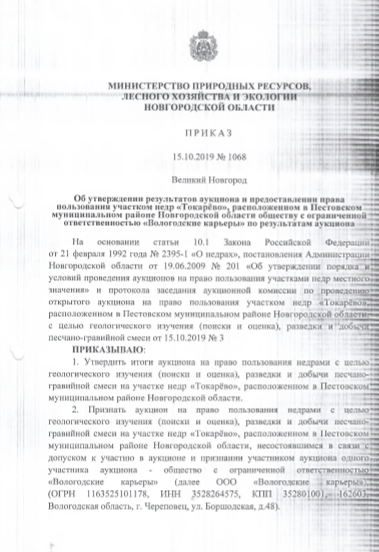 МИНИСТЕРСТВО ПРИРОДНЫХ РЕСУРСОВ,
ЛЕСНОГО ХОЗЯЙСТВА И ЭКОЛОГИИ
НОВГОРОДСКОЙ ОБЛАСТИ
ПРИКАЗ
15.10.2019 № 1068
Великий Новгород
Об утверждении результатов аукциона и предоставлении права
пользования участком недр «Токарёво», расположенном в Пестовском
муниципальном районе Новгородской области обществу с ограниченной
ответственностью «Вологодские карьеры» по результатам аукциона
На основании статьи 10.1 Закона Российской Федерации
от 21 февраля 1992 года № 2395-1 «О недрах», постановления Администрации
Новгородской области от 19.06.2009 № 201 «Об утверждении порядка и
условий проведения аукционов на право пользования участками недр местного
значения» и протокола заседания аукционной комиссии по проведению
открытого аукциона на право пользования участком недр «Токарёво»,
расположенном в Пестовском муниципальном районе Новгородской области,
с целью геологического изучения (поиски и оценка), разведки и добычи
песчано-гравийной смеси от 15.10.2019 № 3
ПРИКАЗЫВАЮ:
1. Утвердить итоги аукциона на право пользования недрами с целью
геологического изучения (поиски и оценка), разведки и добычи песчано-
гравийной смеси на участке недр «Токарёво», расположенном в Пестовском
муниципальном районе Новгородской области.
2. Признать аукцион на право пользования недрами с целью
геологического изучения (поиски и оценка), разведки и добычи песчано-
гравийной смеси на участке недр «Токарёво», расположенном в Пестовском
муниципальном районе Новгородской области, несостоявшимся в связи с
допуском к участию в аукционе и признании участником аукциона одного
участника аукциона - общество с ограниченной ответственностью
«Вологодские карьеры» (далее ООО «Вологодские карьеры»)
(ОГРН 1163525101178, ИНН 3528264575, КПП 352801001, 162603,
Вологодская область, г. Череповец, ул. Боршодская, д.48).